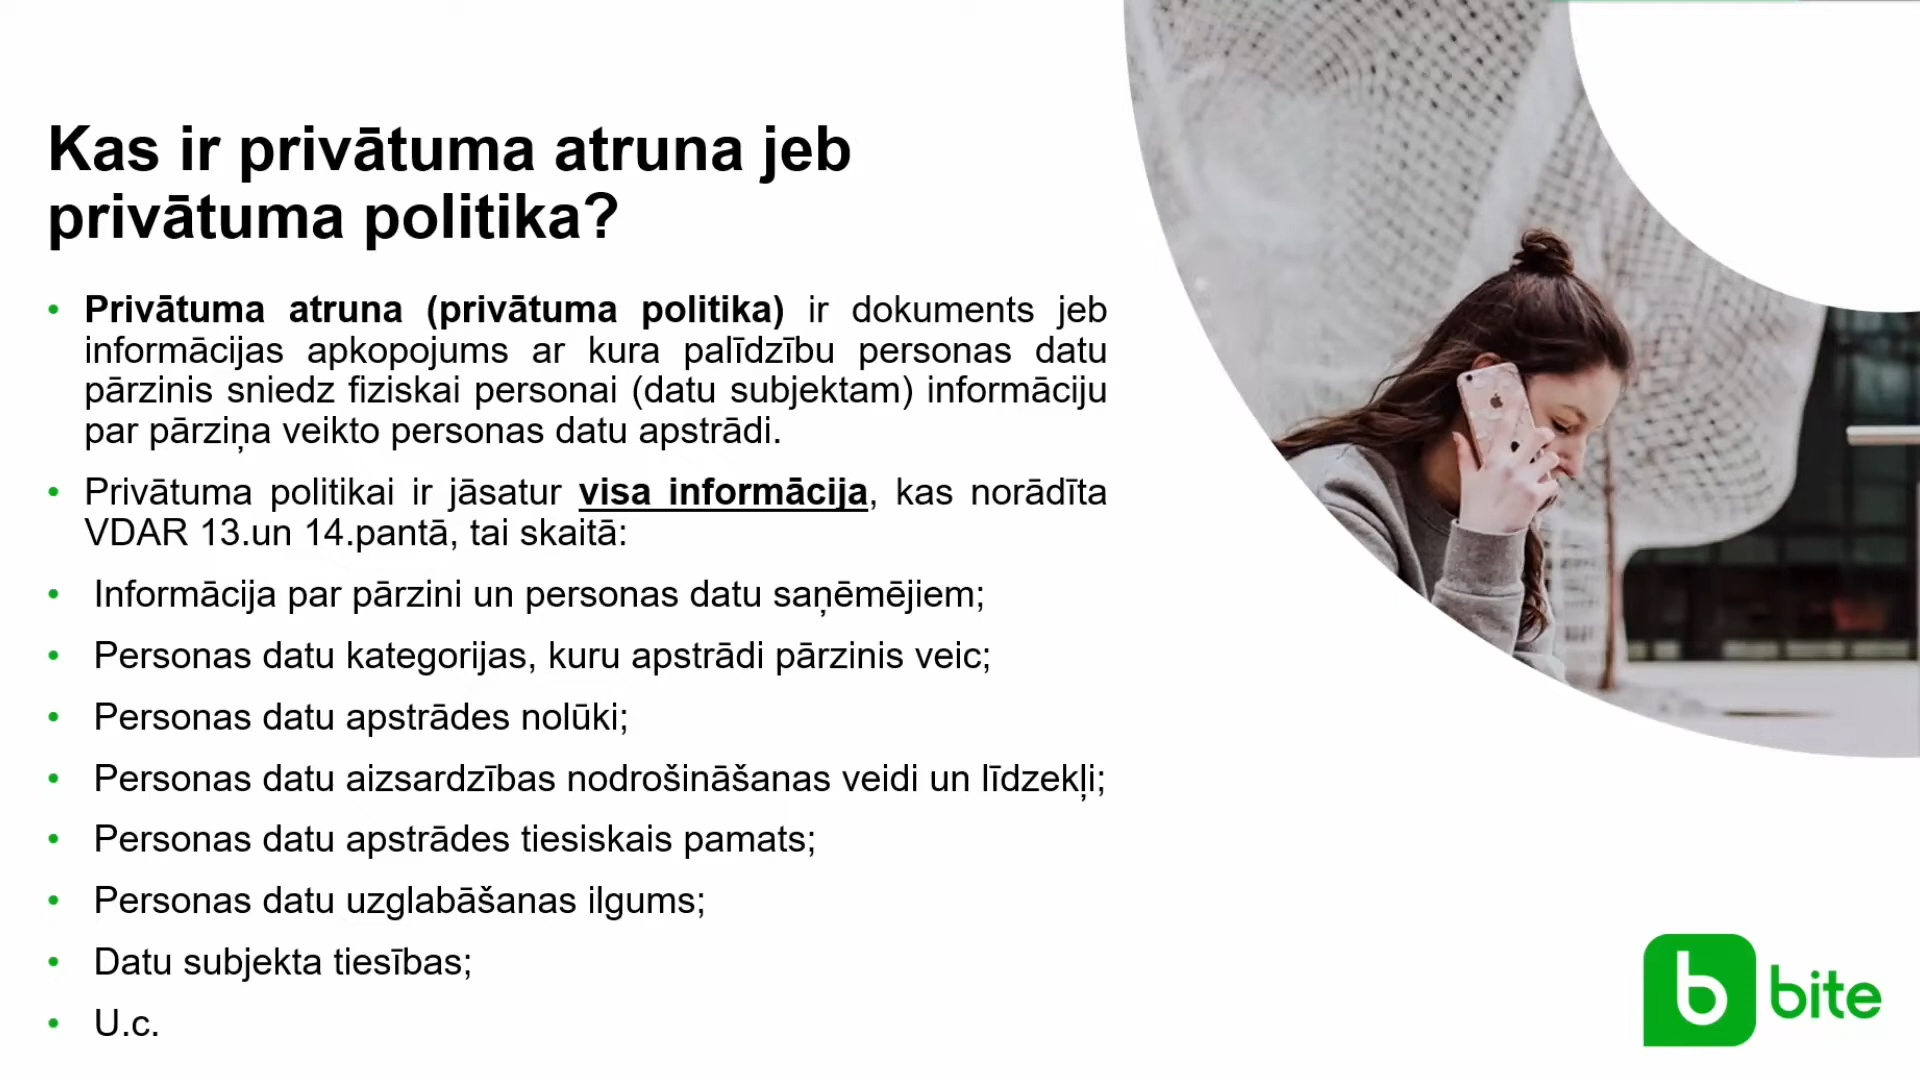 Kas ir privātuma atruna jeb
privātuma politika?
• Privātuma atruna (privātuma politika) ir dokuments jeb
informācijas apkopojums ar kura palīdzību personas datu
pārzinis sniedz fiziskai personai (datu subjektam) informāciju
par pārziņa veikto personas datu apstrādi.
• Privātuma politikai ir jāsatur visa informācija, kas norādīta
VDAR 13.un 14.pantā, tai skaitā:
• Informācija par pārzini un personas datu saņēmējiem;
• Personas datu kategorijas, kuru apstrādi pārzinis veic;
• Personas datu apstrādes nolūki;
• Personas datu aizsardzības nodrošināšanas veidi un līdzekļi;
• Personas datu apstrādes tiesiskais pamats;
• Personas datu uzglabāšanas ilgums;
• Datu subjekta tiesības;
• U.c.
b bite